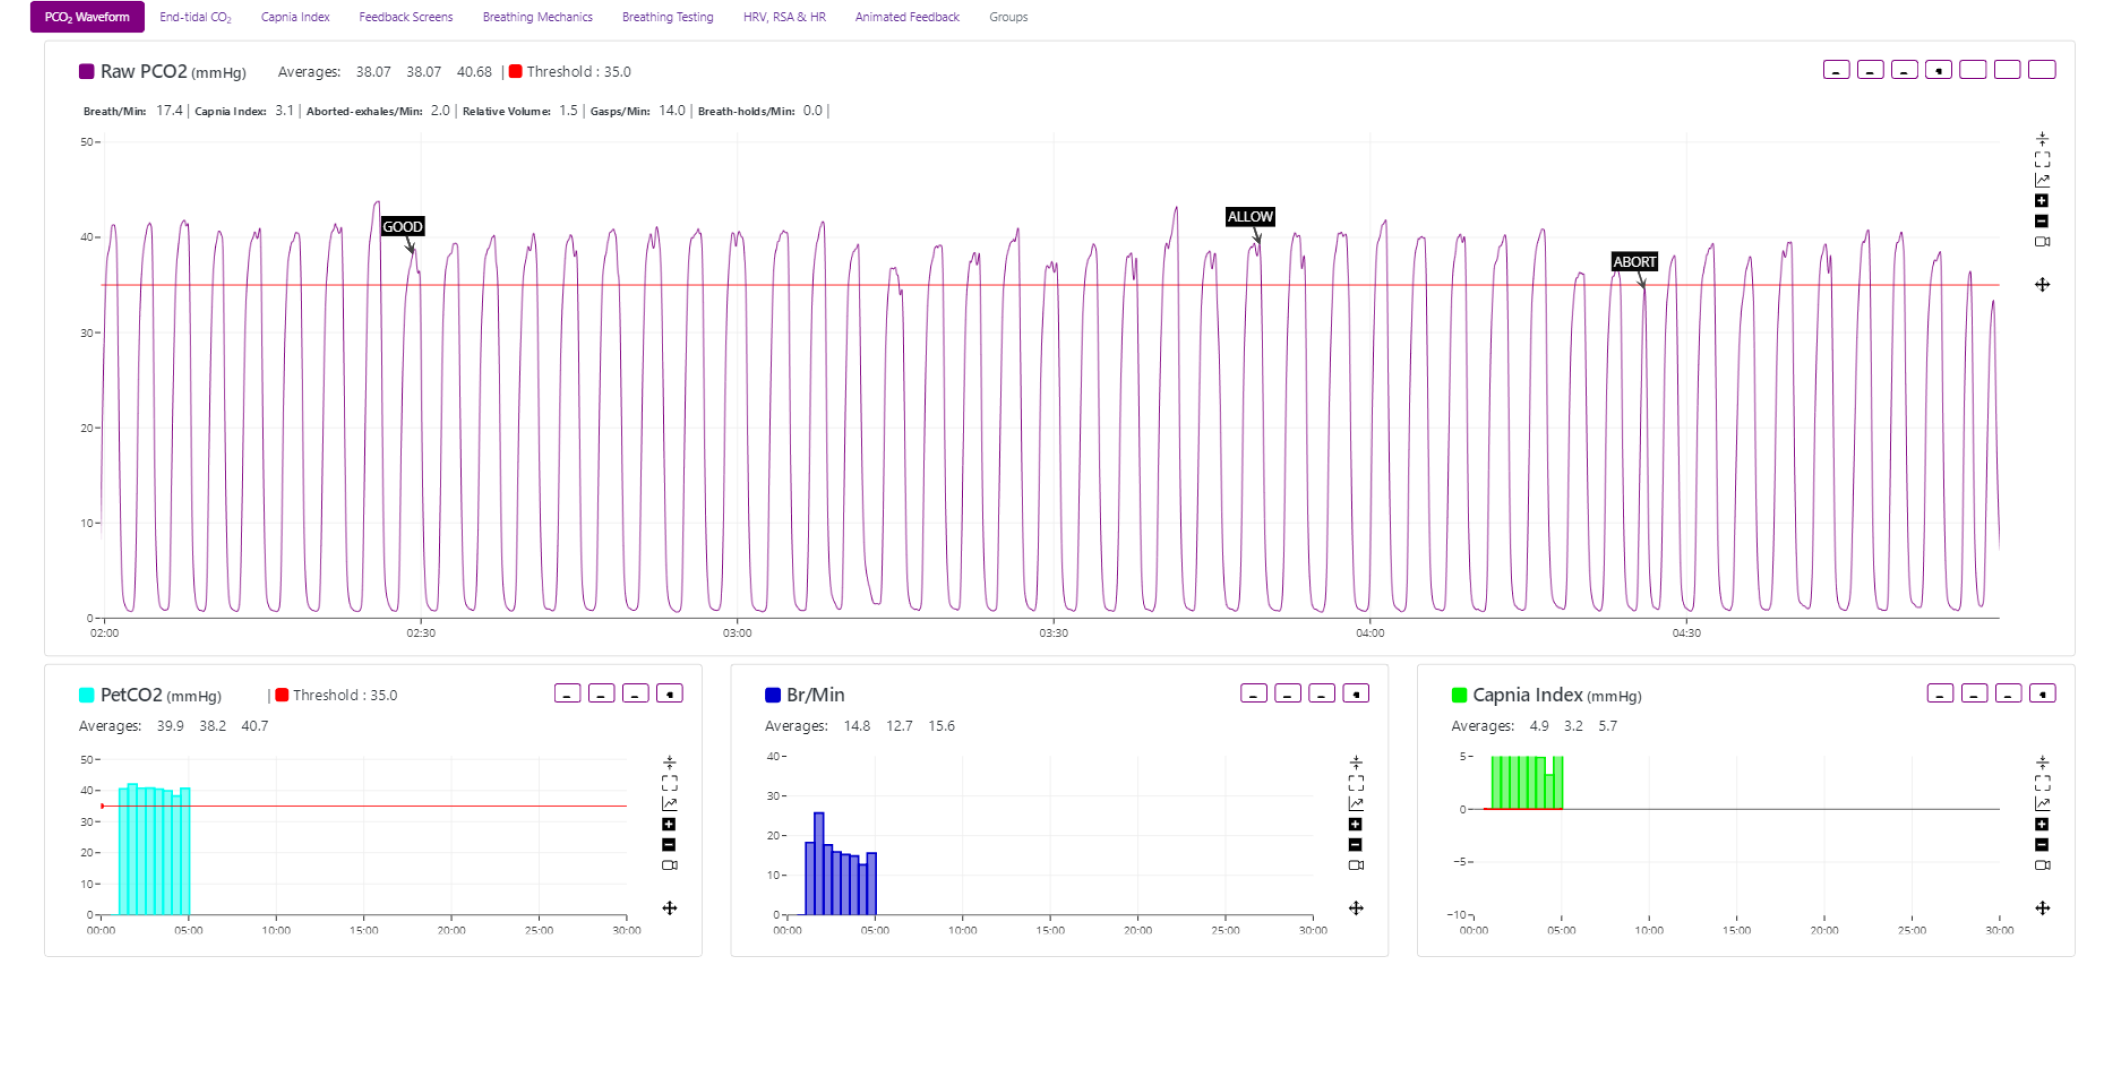 PCO2 Waveform End-tidal CO2 Capnia Index Feedback Screens Breathing Mechanics Breathing Testing HRV, RSA & HR Animated Feedback Groups
Raw PCO2 (mmHg) Averages: 38.07 38.07 40.68 | Threshold : 35.0
Breath/Min: 17.4 | Capnia Index: 3.1 | Aborted-exhales/Min: 2.0 | Relative Volume: 1.5 | Gasps/Min: 14.0 | Breath-holds/Min: 0.0 |
50
ALLOW
GOOD
40
ABORT
30
20
10
0
02:00 02:30 03:00 03:30 04:00 04:30
PetCO2 (mmHg) | Threshold : 35.0
Averages: 39.9 38.2 40.7
50
40
30
20
10
0
00:00 05:00 10:00 15:00 20:00 25:00 30:00
Br/Min
Averages: 14.8 12.7 15.6
40
30
20
10
0
00:00 05:00 10:00 15:00 20:00 25:00 30:00
Capnia Index (mmHg)
Averages: 4.9 3.2 5.7
5
0
−5
−10
00:00 05:00 10:00 15:00 20:00 25:00 30:00